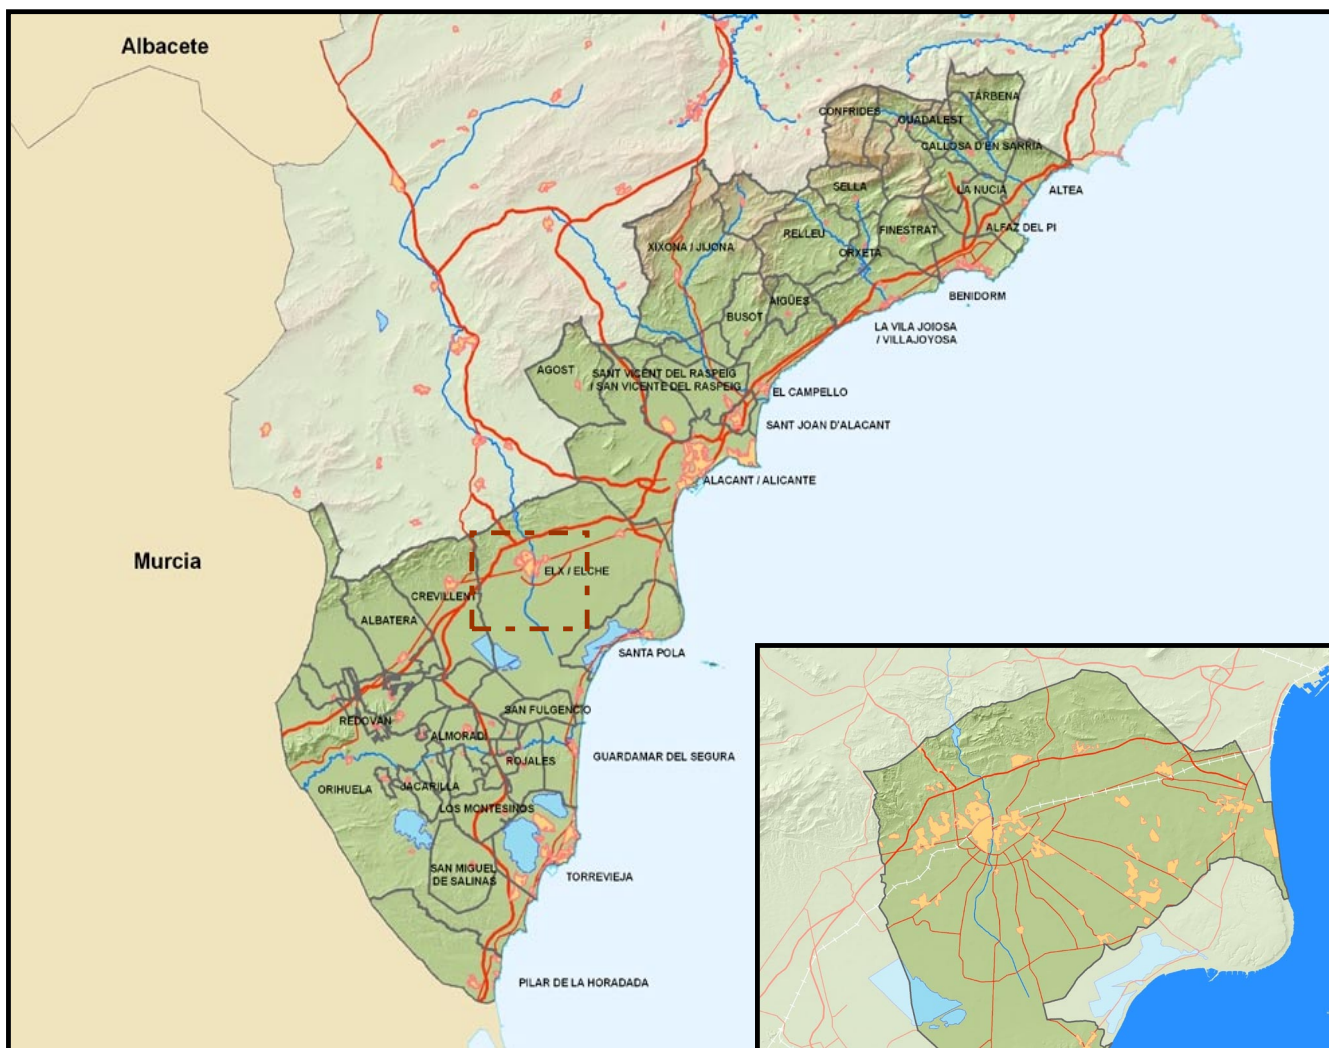 Albacete
TÀRBENA
CONFRIDES
GUADALEST
CALLOSA D'EN SARRIÀ
SELLA
LA NUCIA
ALTEA
RELLEU
FINESTRAT
ALFAZ DEL PI
XIXONA / JIJONA
ORXETA
BENIDORM
AIGÜES
BUSOT
LA VILA JOIOSA
/ VILLAJOYOSA
AGOST
SANT VICENT DEL RASPEIG
/ SAN VICENTE DEL RASPEIG
EL CAMPELLO
SANT JOAN D'ALACANT
ALACANT / ALICANTE
Murcia
ELX / ELCHE
CREVILLENT
ALBATERA
SANTA POLA
SAN FULGENCIO
REDOVÁN
ALMORADÍ
GUARDAMAR DEL SEGURA
ROJALES
ORIHUELA
JACARILLA
LOS MONTESINOS
SAN MIGUEL
DE SALINAS
TORREVIEJA
PILAR DE LA HORADADA